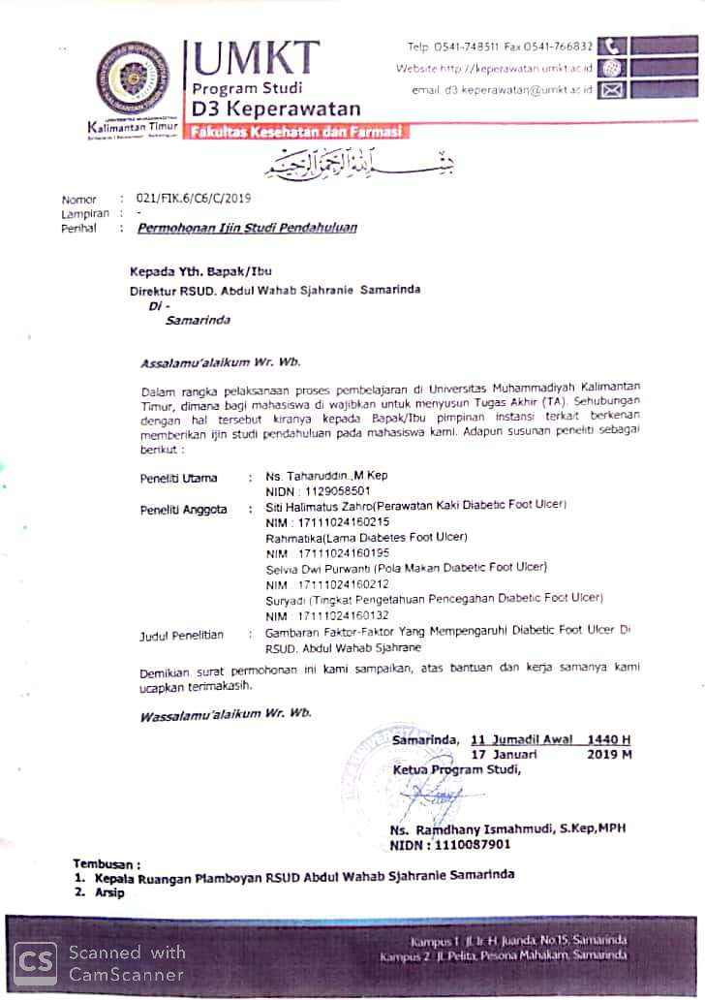 UMKT
Program Studi
D3 Keperawatan
Fakultas Kesehatan dan Farmasi
UNIVERSITAS MUHAMMADIYAH
Kalimantan Timur
Telp. 0541-748511 Fax 0541-766832
Website http://keperawatan.umkt.ac.id
email. d3.keperawatan@umkt.ac.id
بسم الله الرحمن الرحيم
Nomor : 021/FIK.6/C6/C/2019
Lampiran : -
Perihal : Permohonan Ijin Studi Pendahuluan
Kepada Yth. Bapak/Ibu
Direktur RSUD. Abdul Wahab Sjahranie Samarinda
Di -
Samarinda
Assalamu'alaikum Wr. Wb.
Dalam rangka pelaksanaan proses pembelajaran di Universitas Muhammadiyah Kalimantan
Timur, dimana bagi mahasiswa di wajibkan untuk menyusun Tugas Akhir (TA). Sehubungan
dengan hal tersebut kiranya kepada Bapak/Ibu pimpinan instansi terkait berkenan
memberikan ijin studi pendahuluan pada mahasiswa kami. Adapun susunan peneliti sebagai
berikut :
Peneliti Utama : Ns. Taharuddin.,M Kep
NIDN : 1129058501
Peneliti Anggota : Siti Halimatus Zahro(Perawatan Kaki Diabetic Foot Ulcer)
NIM : 17111024160215
Rahmatika(Lama Diabetes Foot Ulcer)
NIM 17111024160195
Selvia Dwi Purwanti (Pola Makan Diabetic Foot Ulcer)
NIM : 17111024160212
Suryadi (Tingkat Pengetahuan Pencegahan Diabetic Foot Ulcer)
NIM : 17111024160132
Judul Penelitian : Gambaran Faktor-Faktor Yang Mempengaruhi Diabetic Foot Ulcer Di
RSUD. Abdul Wahab Sjahrane
Demikian surat permohonan ini kami sampaikan, atas bantuan dan kerja samanya kami
ucapkan terimakasih.
Wassalamu'alaikum Wr. Wb.
Samarinda, 11 Jumadil Awal 1440 H
17 Januari 2019 M
Ketua Program Studi,
Ns. Ramdhany Ismahmudi, S.Kep,MPH
NIDN : 1110087901
Tembusan :
1. Kepala Ruangan Plamboyan RSUD Abdul Wahab Sjahranie Samarinda
2. Arsip
Kampus 1 Jl. Ir. H. Juanda, No.15, Samarinda
Kampus 2 Jl. Pelita, Pesona Mahakam, Samarinda
CS Scanned with
CamScanner